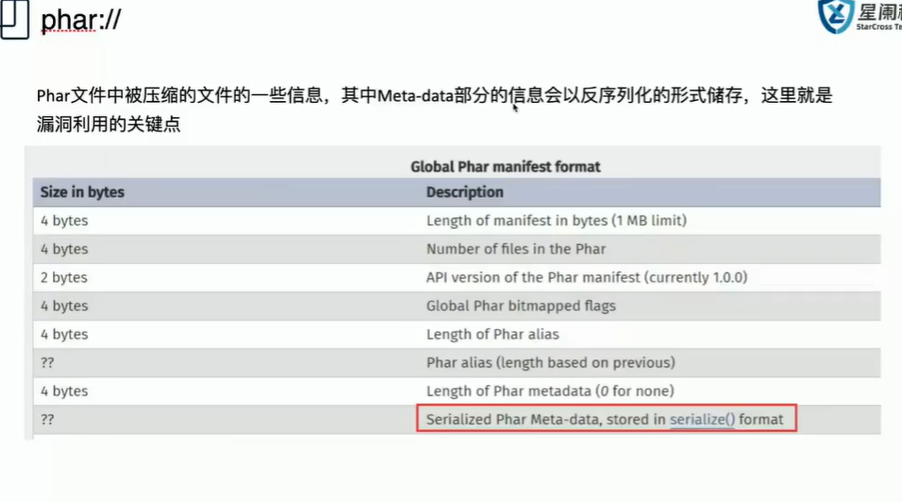 phar://
星阑科
StarCross Te
Phar文件中被压缩的文件的一些信息，其中Meta-data部分的信息会以反序列化的形式储存，这里就是
漏洞利用的关键点
Global Phar manifest format
Size in bytes Description
4 bytes Length of manifest in bytes (1 MB limit)
4 bytes Number of files in the Phar
2 bytes API version of the Phar manifest (currently 1.0.0)
4 bytes Global Phar bitmapped flags
4 bytes Length of Phar alias
?? Phar alias (length based on previous)
4 bytes Length of Phar metadata (0 for none)
?? Serialized Phar Meta-data, stored in serialize() format